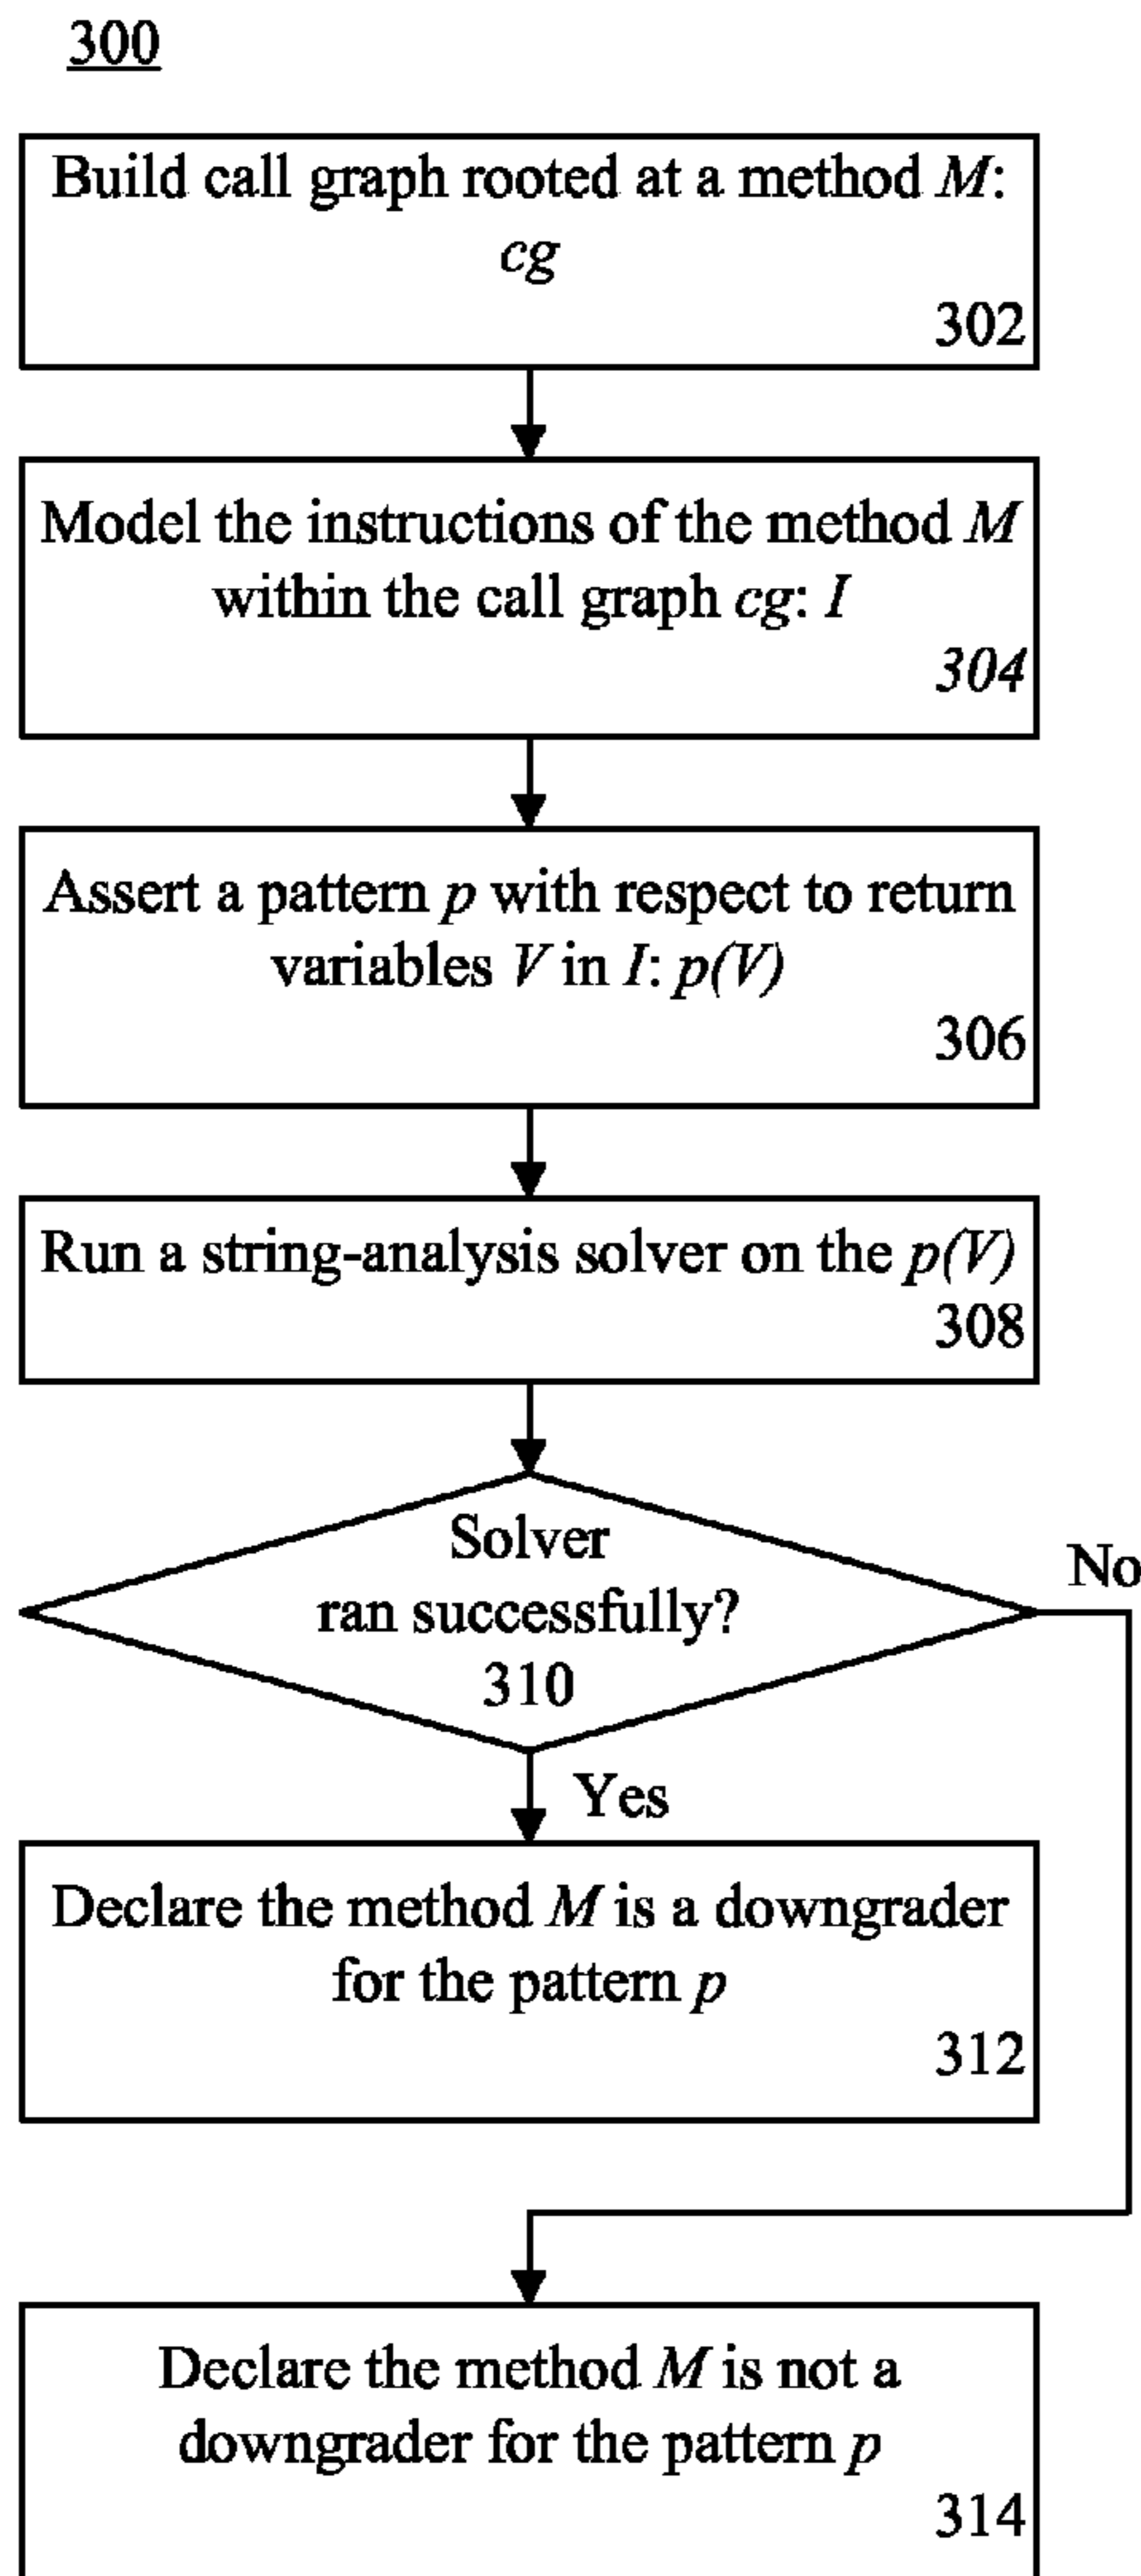 300
Build call graph rooted at a method M:
cg
302
Model the instructions of the method M
within the call graph cg: I
304
Assert a pattern p with respect to return
variables V in I: p(V)
306
Run a string-analysis solver on the p(V)
308
Solver
ran successfully?
310
No
Yes
Declare the method M is a downgrader
for the pattern p
312
Declare the method M is not a
downgrader for the pattern p
314